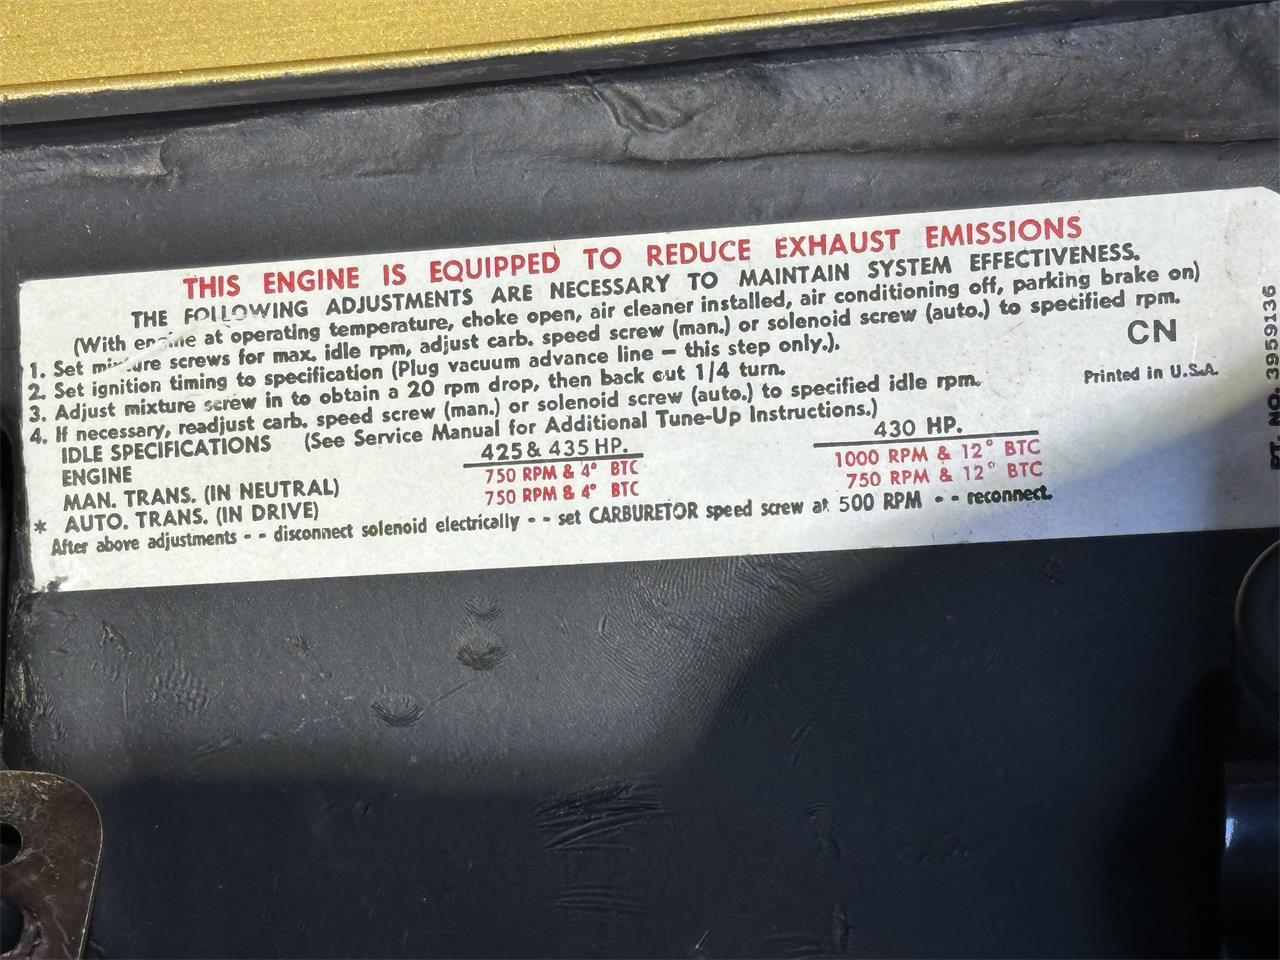 THIS ENGINE IS EQUIPPED TO REDUCE EXHAUST EMISSIONS
THE FOLLOWING ADJUSTMENTS ARE NECESSARY TO MAINTAIN SYSTEM EFFECTIVENESS.
(With engine at operating temperature, choke open, air cleaner installed, air conditioning off, parking brake on)
1. Set mixture screws for max. idle rpm, adjust carb. speed screw (man.) or solenoid screw (auto.) to specified rpm.
2. Set ignition timing to specification (Plug vacuum advance line – this step only.).
3. Adjust mixture screw in to obtain a 20 rpm drop, then back out 1/4 turn.
4. If necessary, readjust carb. speed screw (man.) or solenoid screw (auto.) to specified idle rpm.
IDLE SPECIFICATIONS (See Service Manual for Additional Tune-Up Instructions.)
ENGINE 425 & 435 HP. 430 HP.
MAN. TRANS. (IN NEUTRAL) 750 RPM & 4° BTC 1000 RPM & 12° BTC
* AUTO. TRANS. (IN DRIVE) 750 RPM & 4° BTC 750 RPM & 12° BTC
After above adjustments - - disconnect solenoid electrically - - set CARBURETOR speed screw at 500 RPM - - reconnect.
CN
Printed in U.S.A.
PT. NO. 3959136